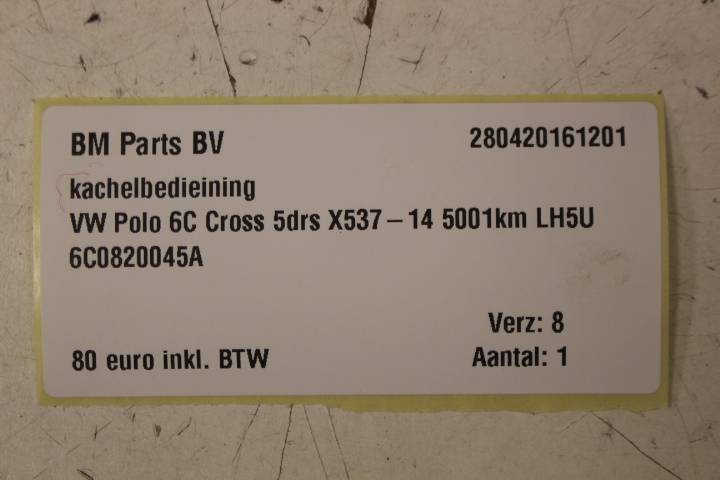 BM Parts BV 280420161201
kachelbedieining
VW Polo 6C Cross 5drs X537-14 5001km LH5U
6C0820045A
Verz: 8
80 euro inkl. BTW Aantal: 1